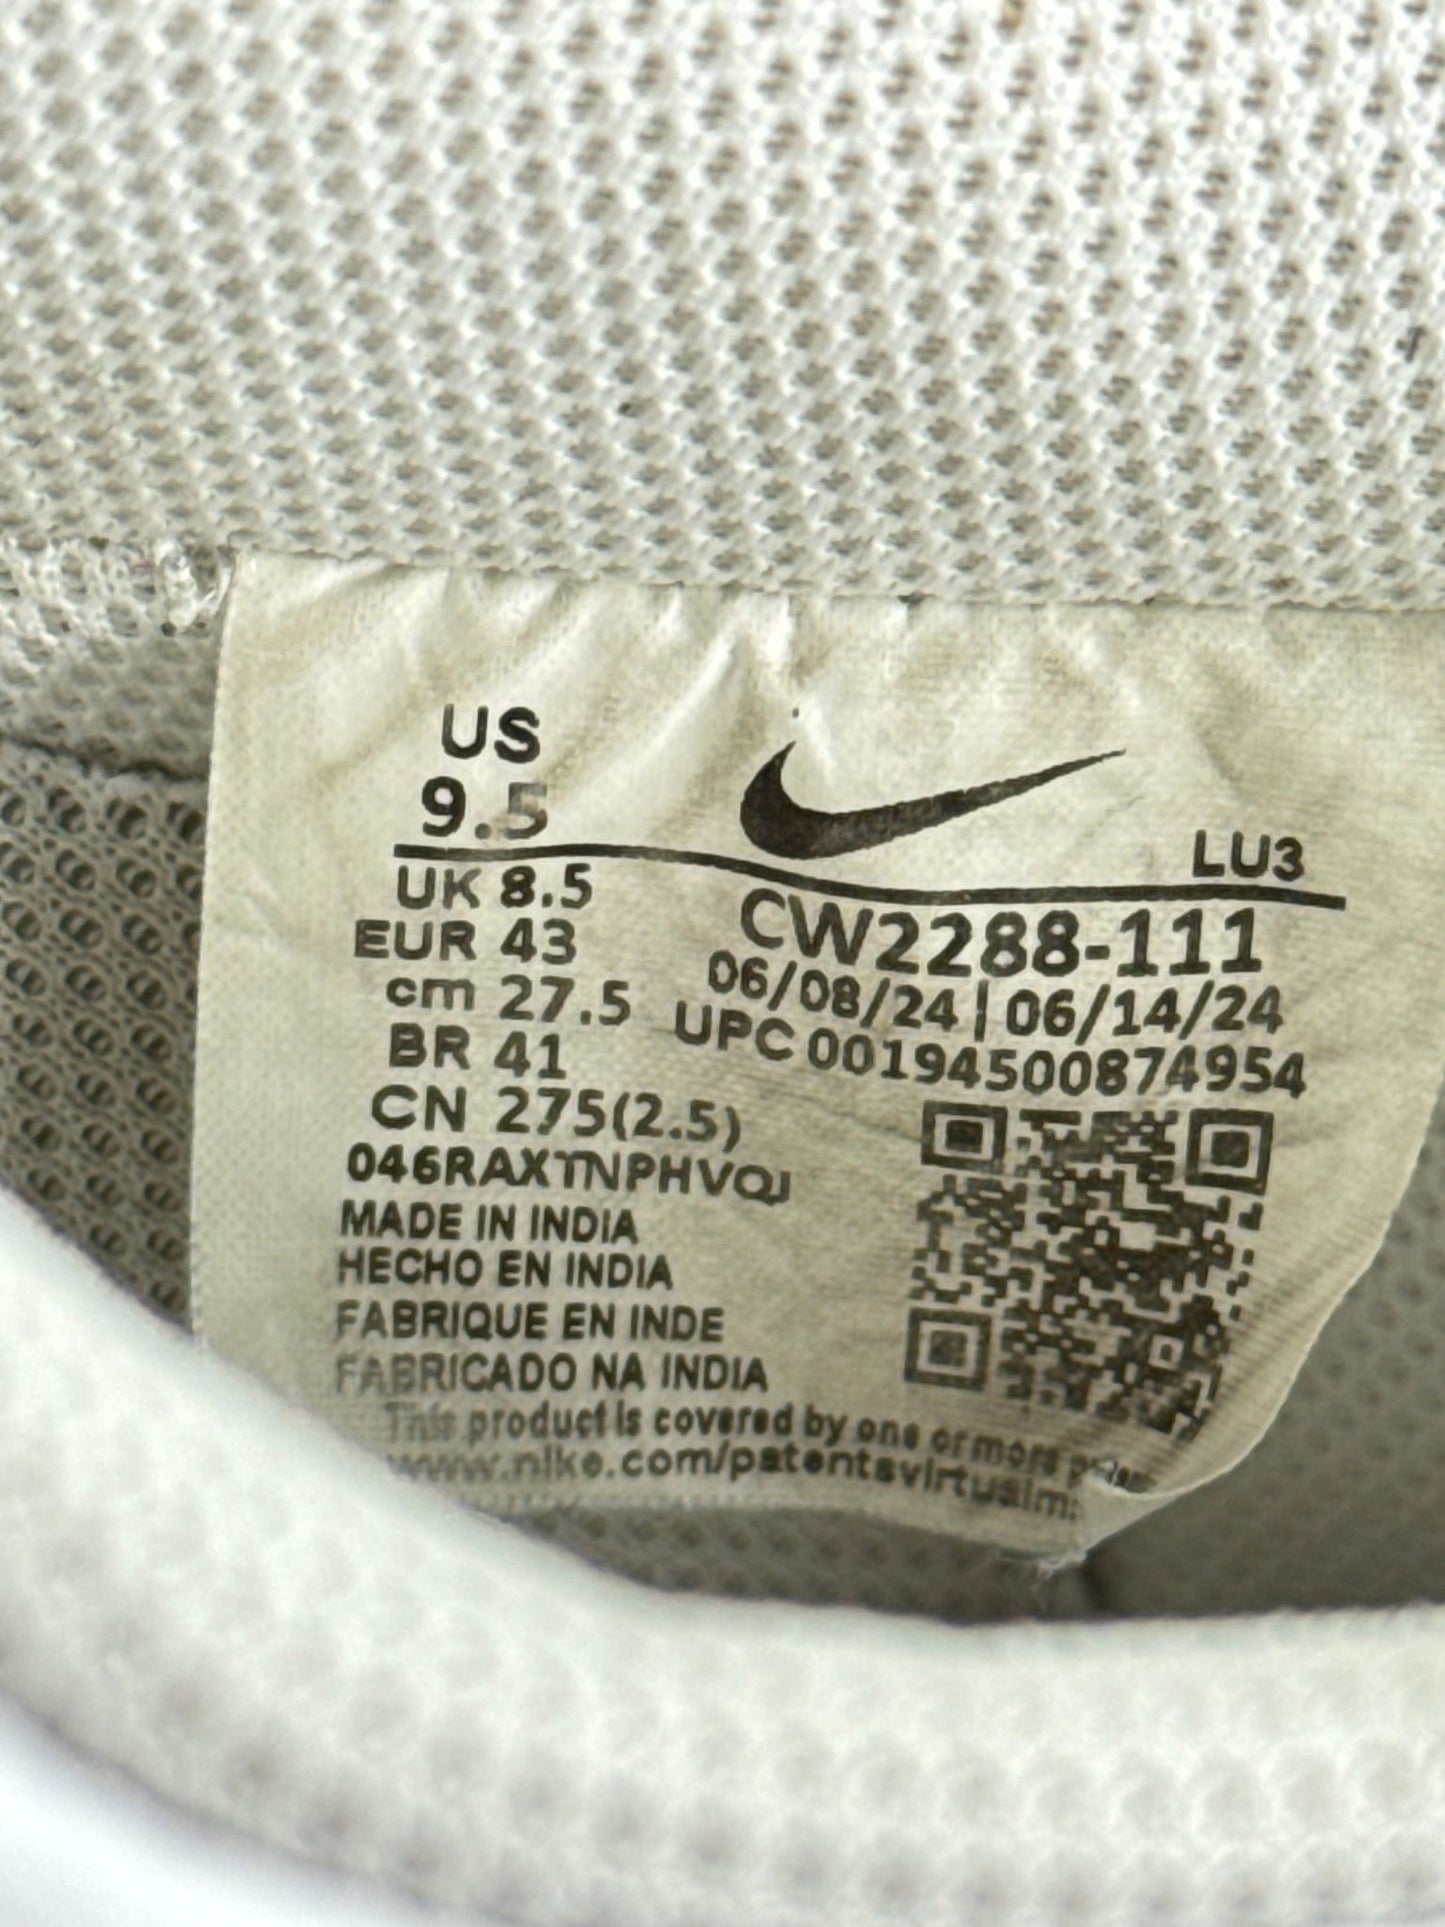 US
9.5
LU3
UK 8.5
EUR 43
cm 27.5
BR 41
CN 275(2.5)
CW2288-111
06/08/24 | 06/14/24
UPC 00194500874954
046RAXTNPHVQJ
MADE IN INDIA
HECHO EN INDIA
FABRIQUE EN INDE
FABRICADO NA INDIA
This product is covered by one or more
www.nike.com/patentsvirtualm